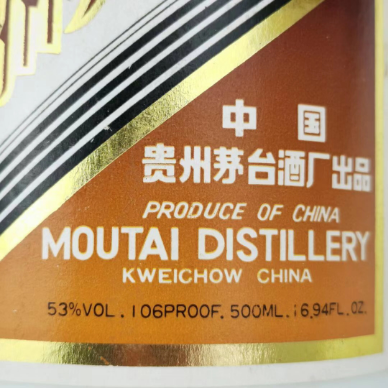 中国
贵州茅台酒厂出品
PRODUCE OF CHINA
MOUTAI DISTILLERY
KWEICHOW CHINA
53%VOL. 106PROOF. 500ML. 16.94FL.OZ.